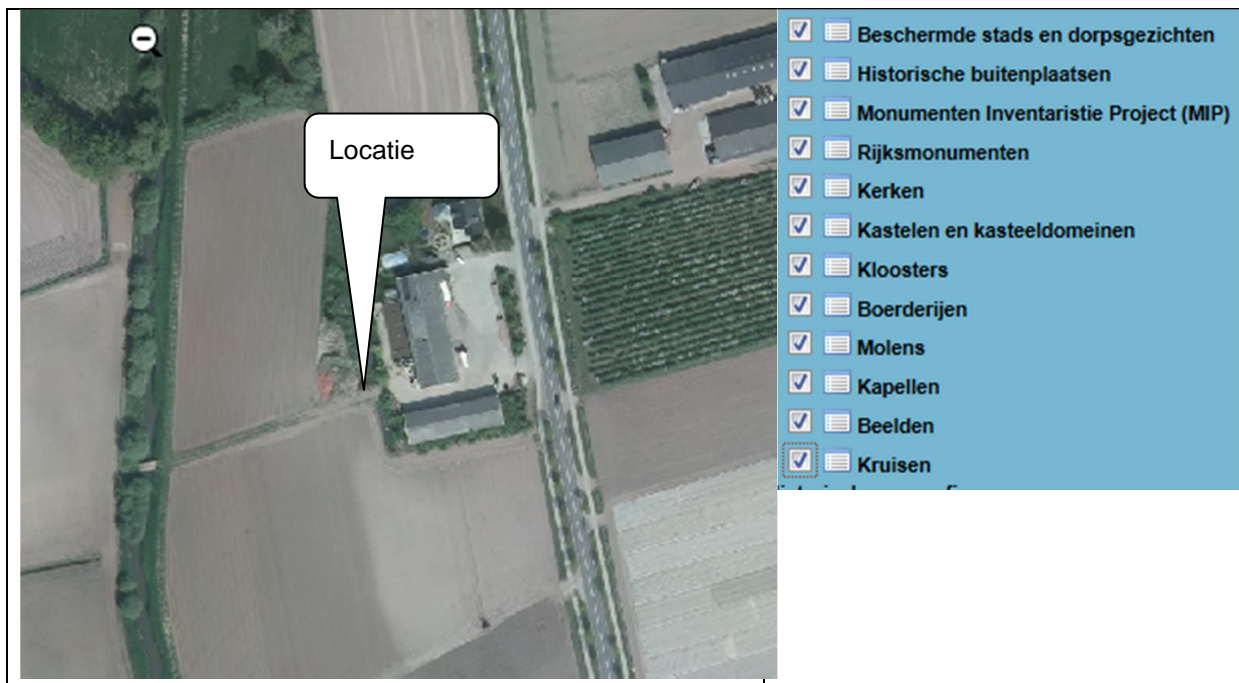 Locatie
Beschermde stads en dorpsgezichten
Historische buitenplaatsen
Monumenten Inventaristie Project (MIP)
Rijksmonumenten
Kerken
Kastelen en kasteeldomeinen
Kloosters
Boerderijen
Molens
Kapellen
Beelden
Kruisen